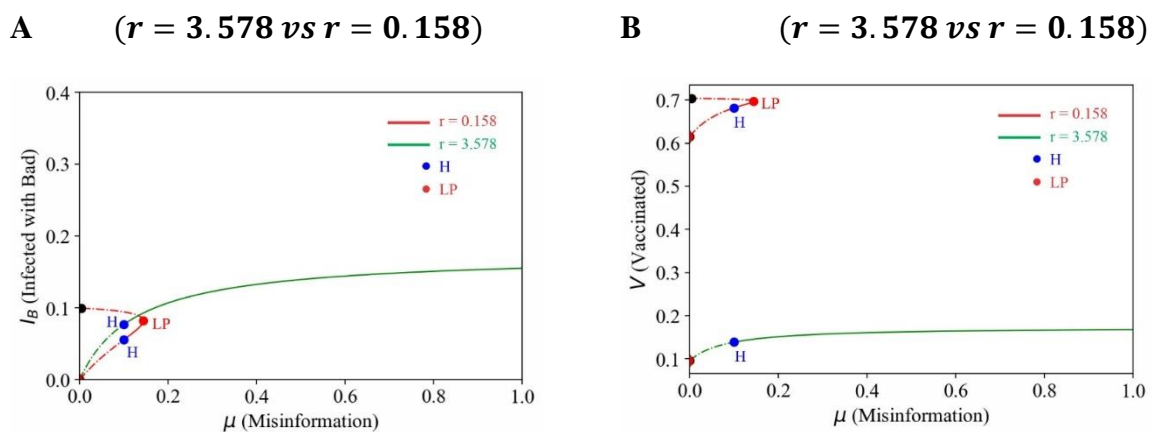 A (r = 3.578 vs r = 0.158)
B (r = 3.578 vs r = 0.158)
0.4
0.3
0.2
0.1
0.0
I_B (Infected with Bad)
r = 0.158
r = 3.578
H
LP
H
LP
H
0.0 0.2 0.4 0.6 0.8 1.0
μ (Misinformation)
0.7
0.6
0.5
0.4
0.3
0.2
0.1
V (Vaccinated)
LP
H
r = 0.158
r = 3.578
H
LP
H
0.0 0.2 0.4 0.6 0.8 1.0
μ (Misinformation)